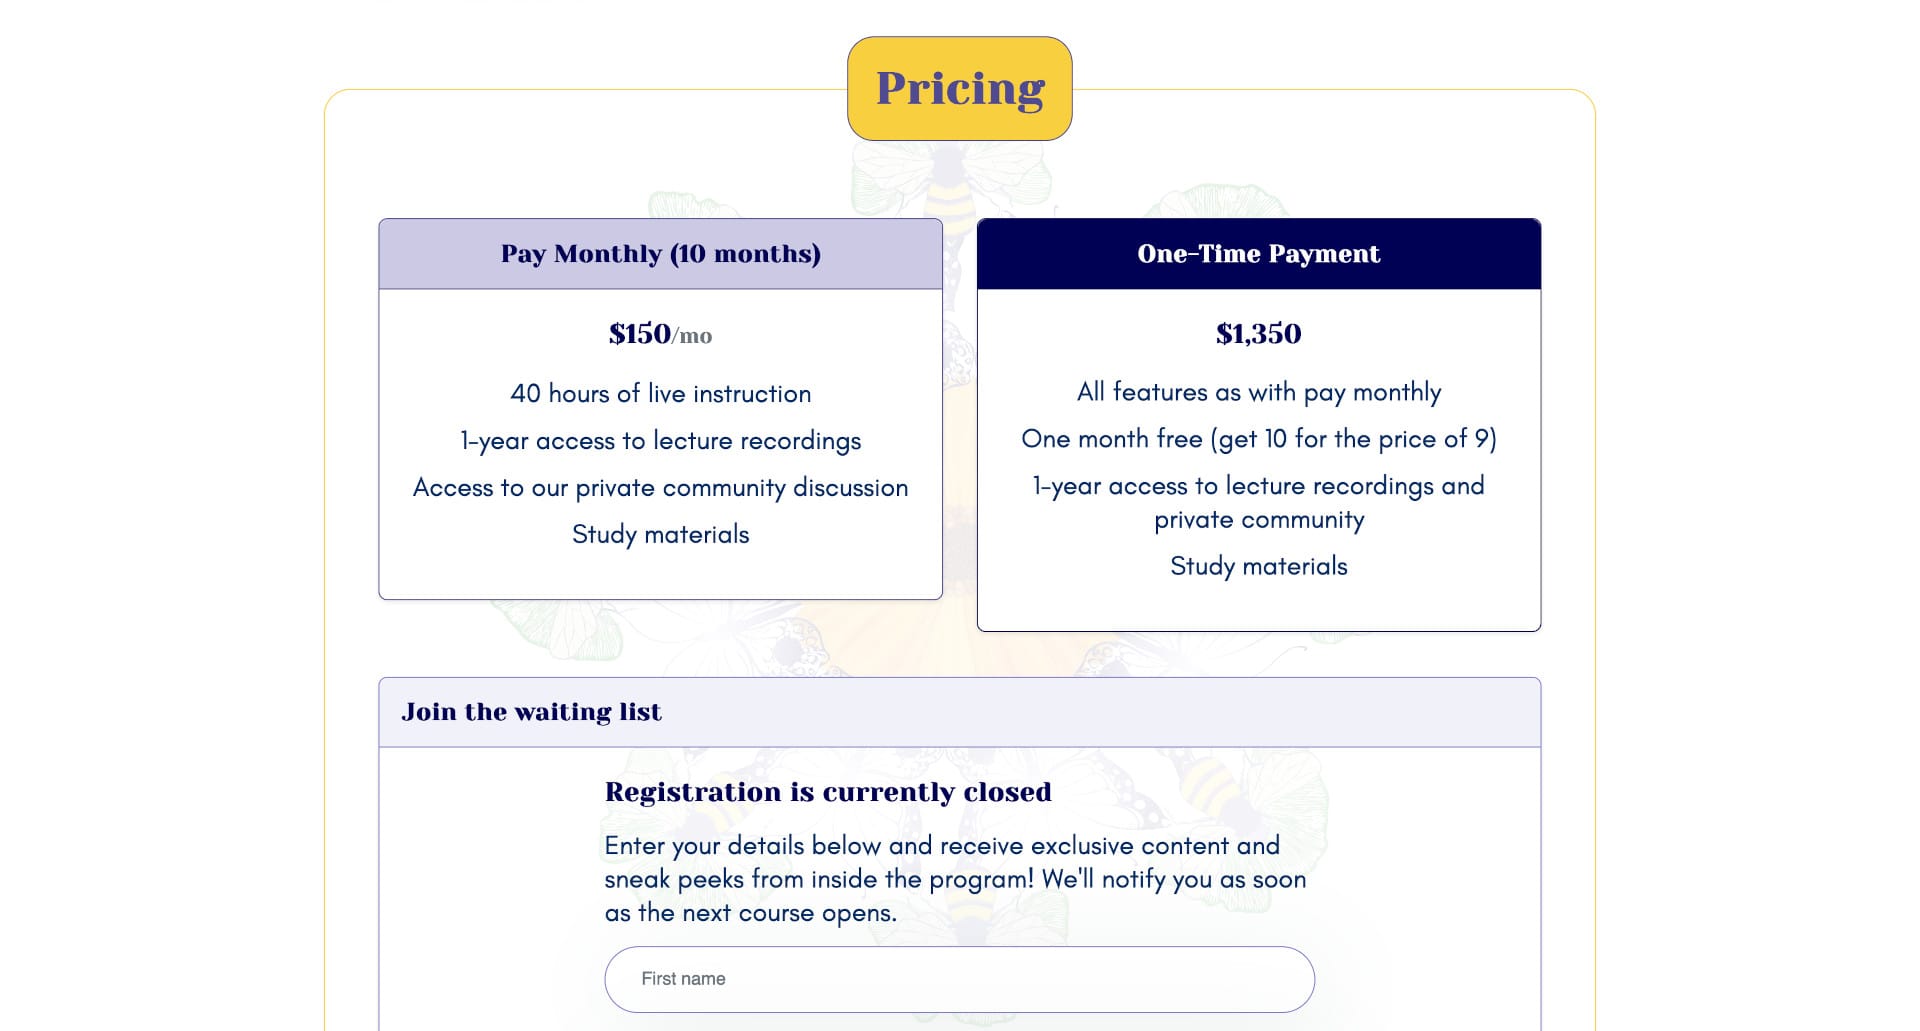 Pricing
Pay Monthly (10 months)
$150/mo
40 hours of live instruction
1-year access to lecture recordings
Access to our private community discussion
Study materials
One-Time Payment
$1,350
All features as with pay monthly
One month free (get 10 for the price of 9)
1-year access to lecture recordings and
private community
Study materials
Join the waiting list
Registration is currently closed
Enter your details below and receive exclusive content and
sneak peeks from inside the program! We'll notify you as soon
as the next course opens.
First name